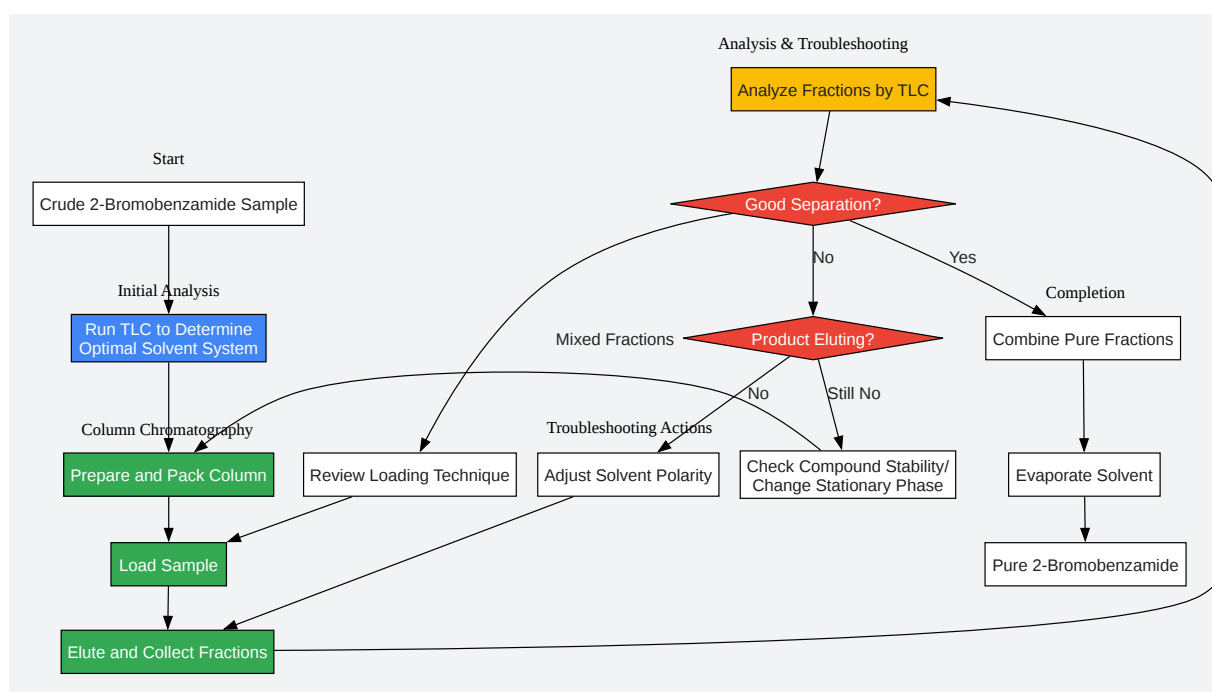 Analysis & Troubleshooting
Analyze Fractions by TLC
Start
Crude 2-Bromobenzamide Sample
Good Separation?
No
Yes
Initial Analysis
Run TLC to Determine
Optimal Solvent System
Mixed Fractions
Product Eluting?
Completion
Combine Pure Fractions
No
Still No
Column Chromatography
Troubleshooting Actions
Prepare and Pack Column
Review Loading Technique
Adjust Solvent Polarity
Check Compound Stability/
Change Stationary Phase
Evaporate Solvent
Load Sample
Pure 2-Bromobenzamide
Elute and Collect Fractions